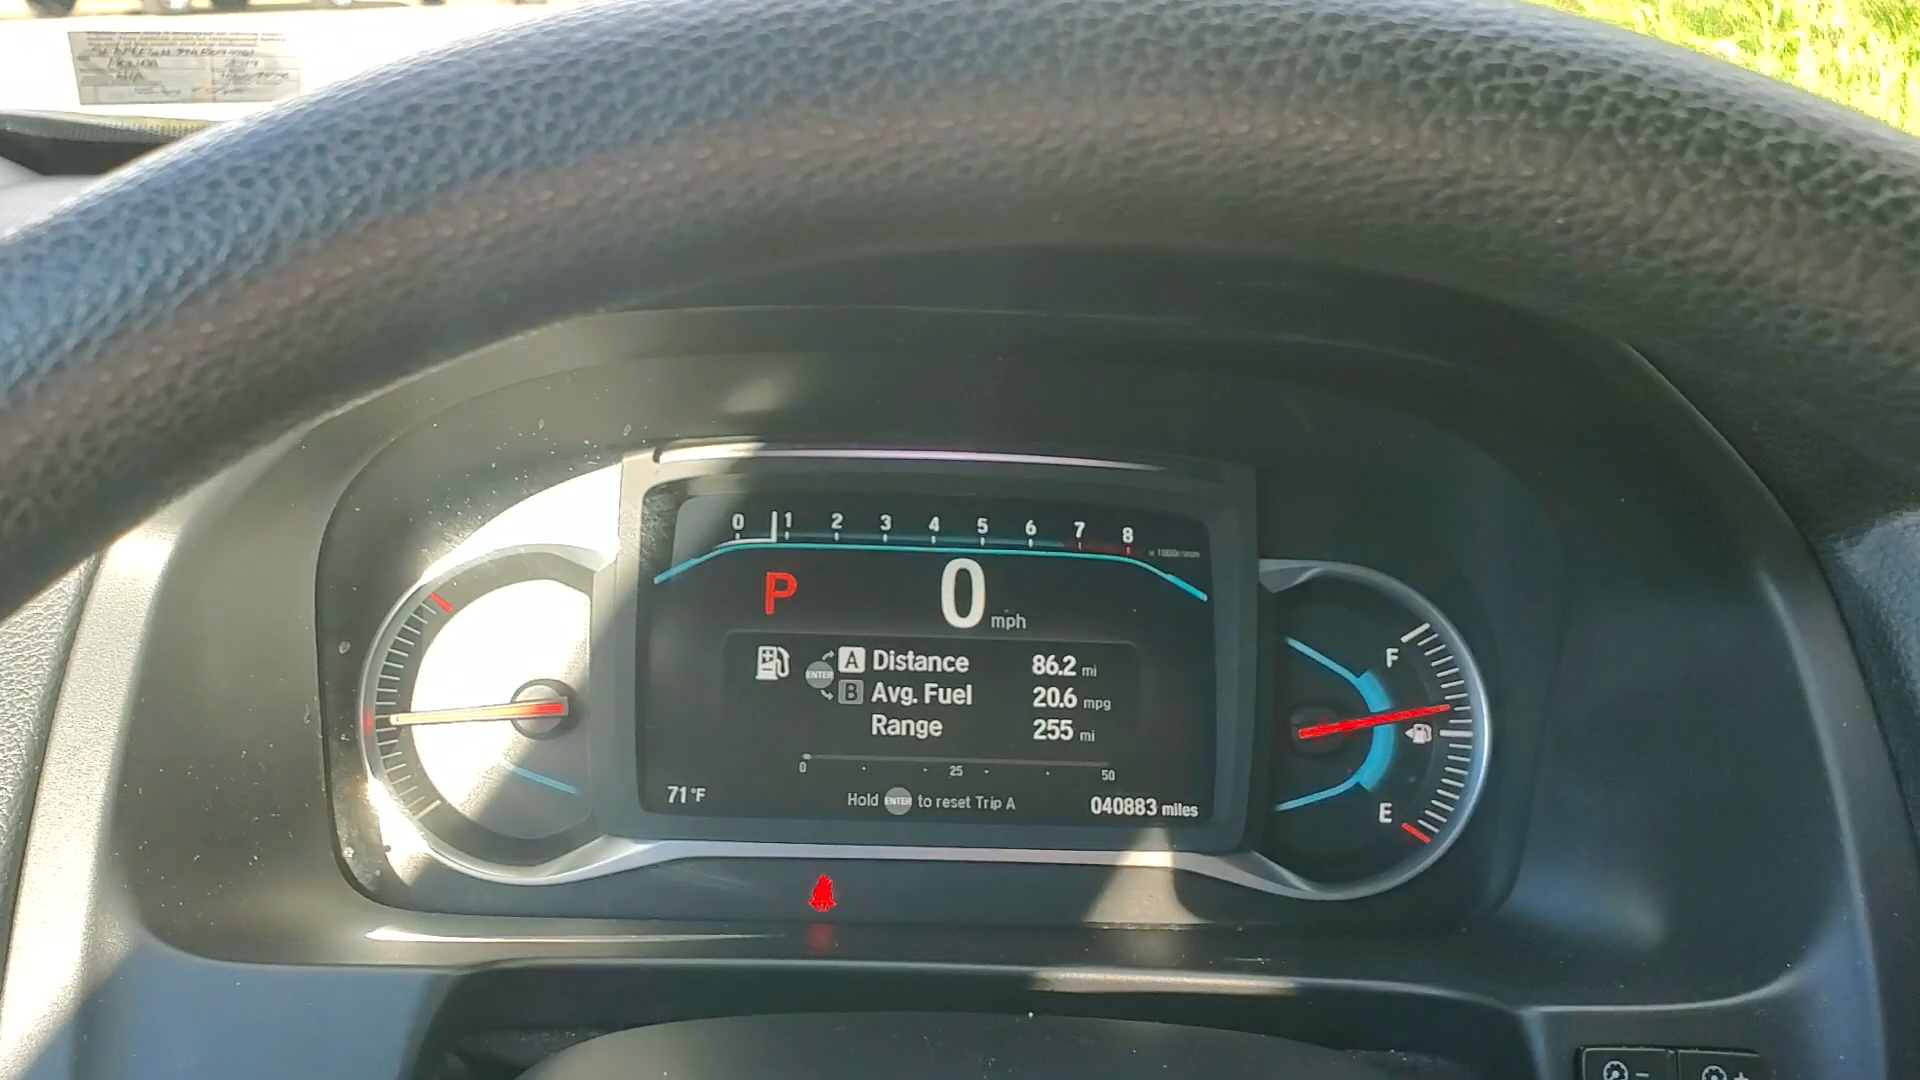 0 1 2 3 4 5 6 7 8
x 1000r/min
P 0 mph
ENTER A Distance 86.2 mi
B Avg. Fuel 20.6 mpg
Range 255 mi
0 25 50
71°F Hold ENTER to reset Trip A 040883 miles
F
E